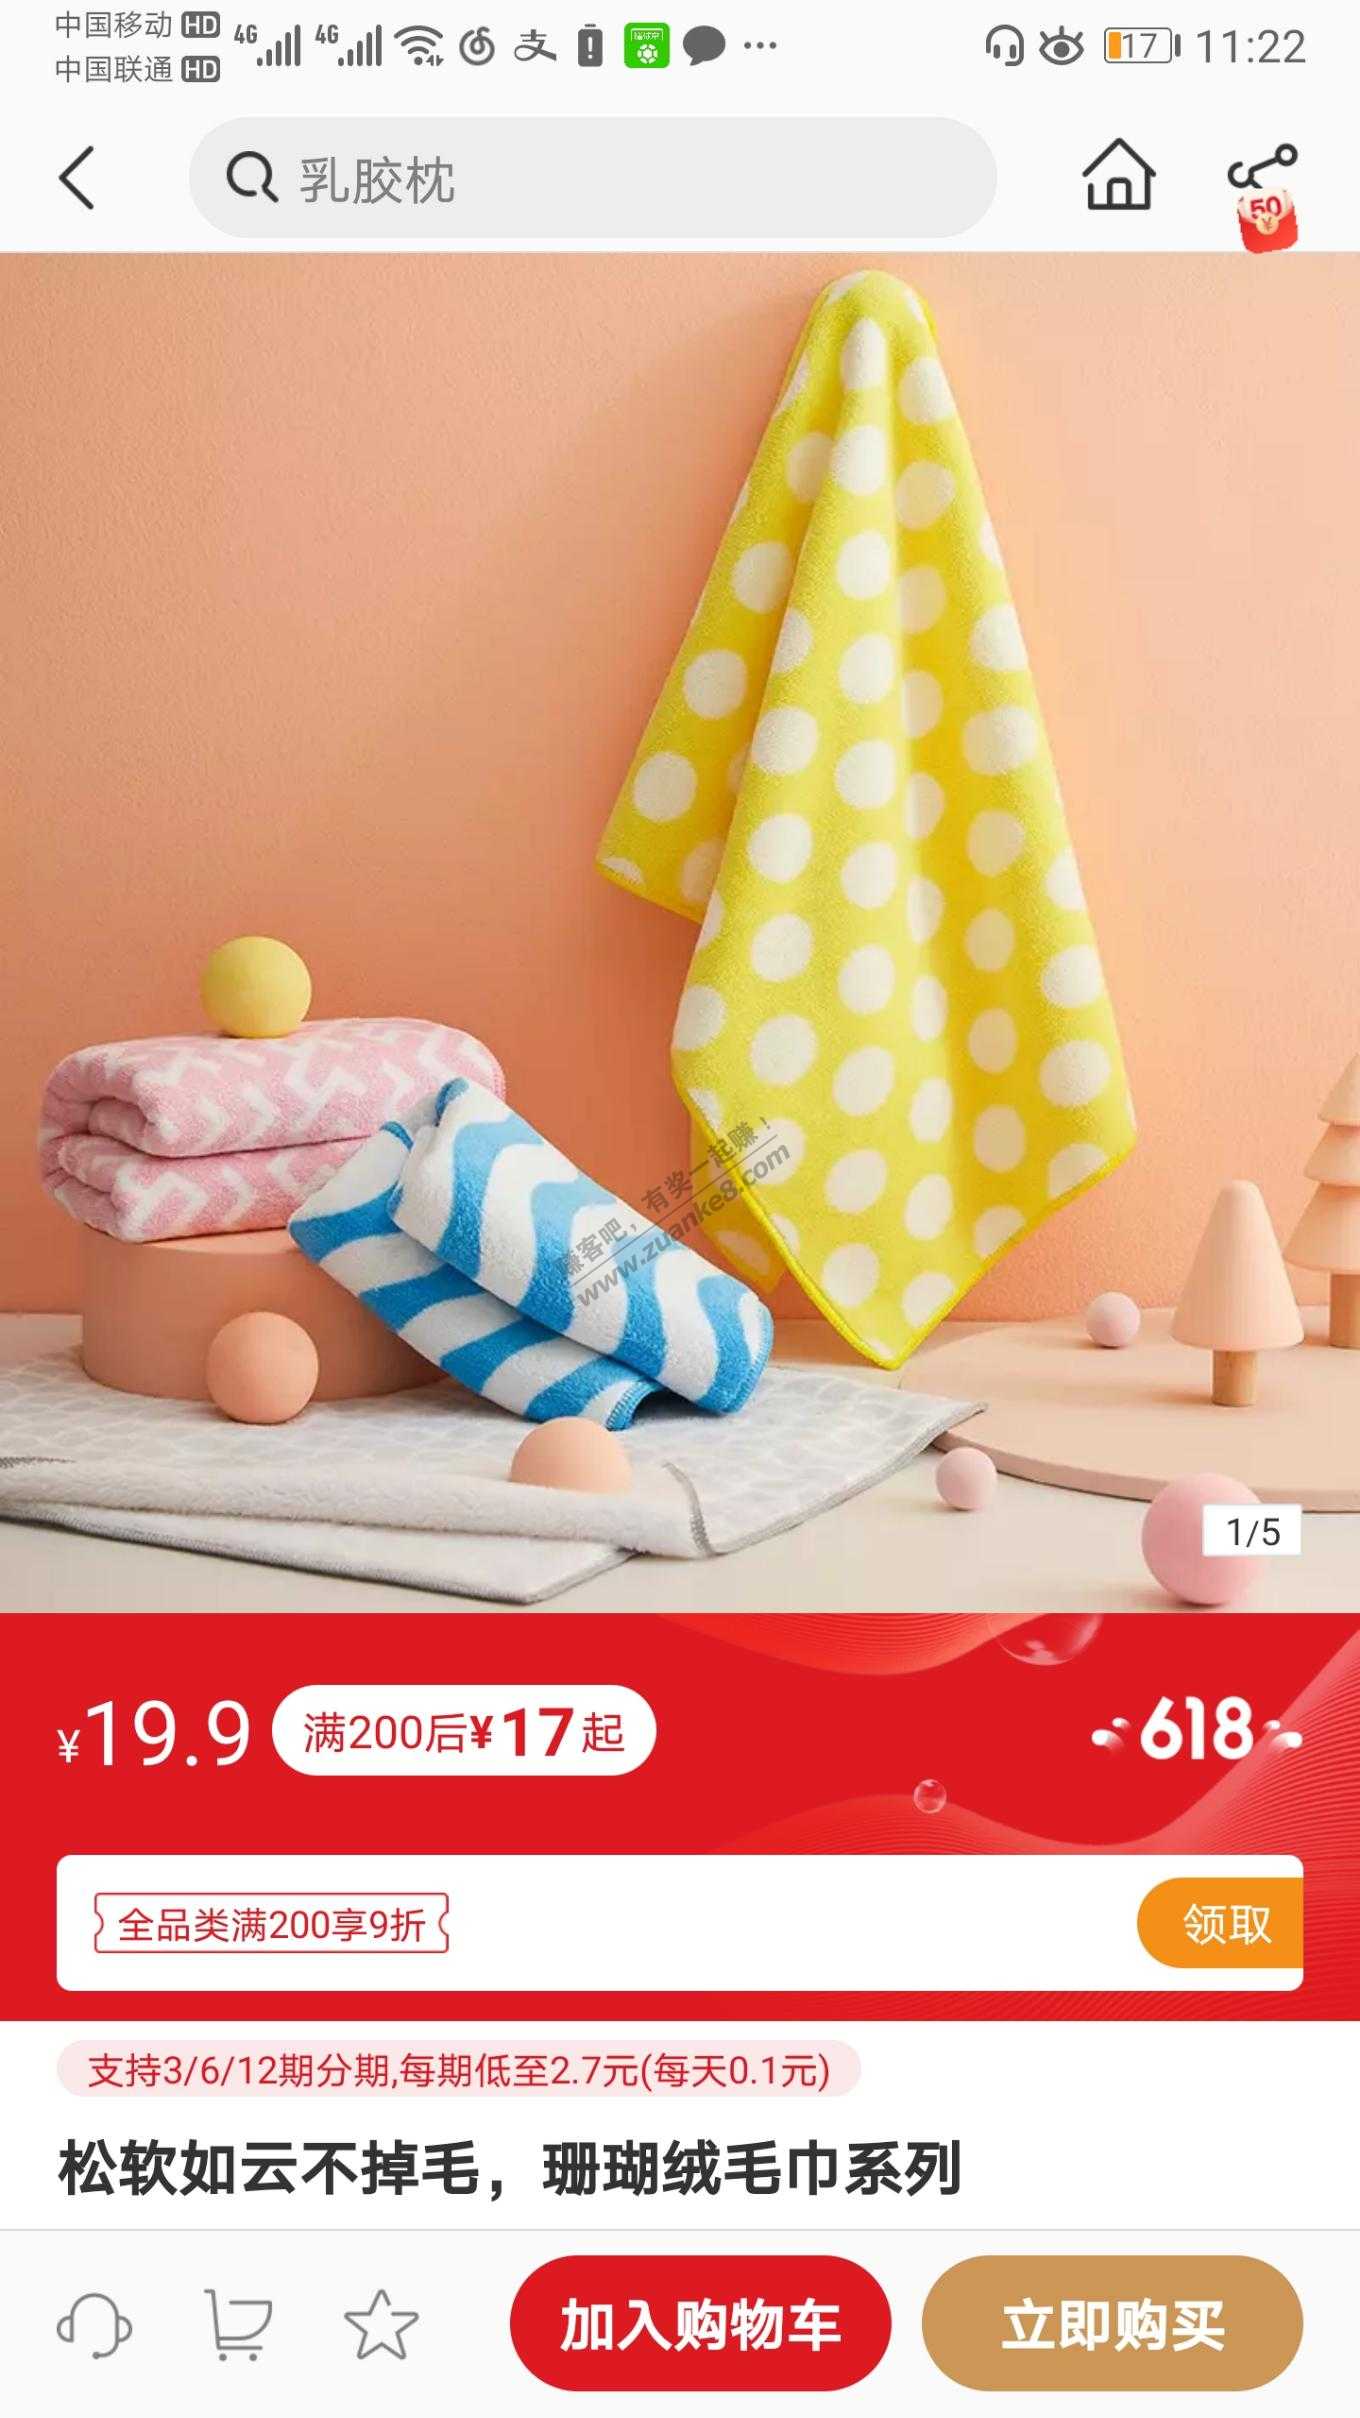 中国移动 HD 4G 4G 支 17 11:22
中国联通 HD
乳胶枕
50
¥
赚客吧，有奖一起赚！
www.zuanke8.com
1/5
¥19.9 满200后¥17起 618
全品类满200享9折 领取
支持3/6/12期分期,每期低至2.7元(每天0.1元)
松软如云不掉毛，珊瑚绒毛巾系列
加入购物车 立即购买